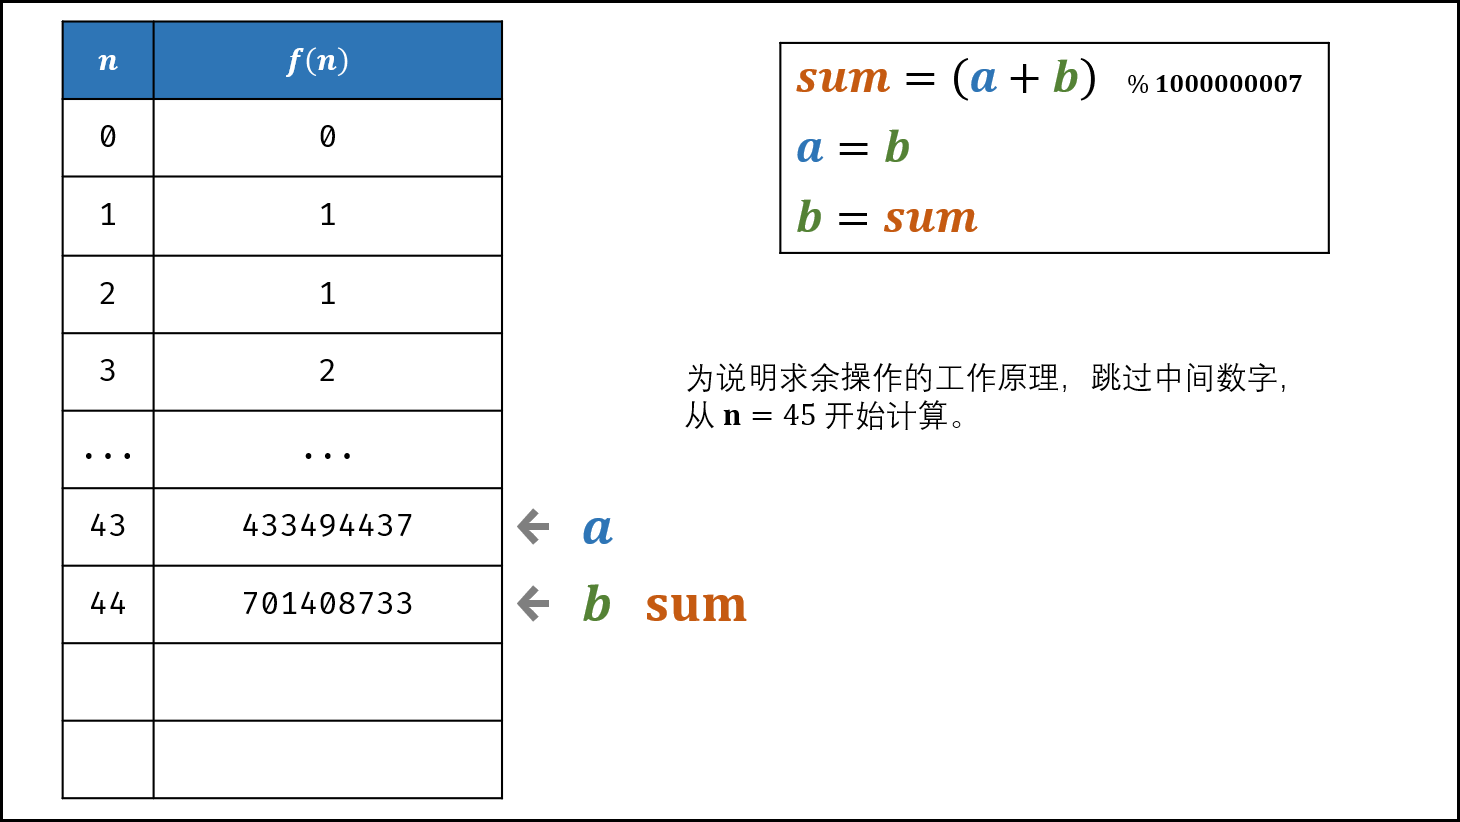 n f(n)
0 0
1 1
2 1
3 2
... ...
43 433494437 ← a
44 701408733 ← b sum
sum = (a + b) % 1000000007
a = b
b = sum
为说明求余操作的工作原理，跳过中间数字，
从 n = 45 开始计算。